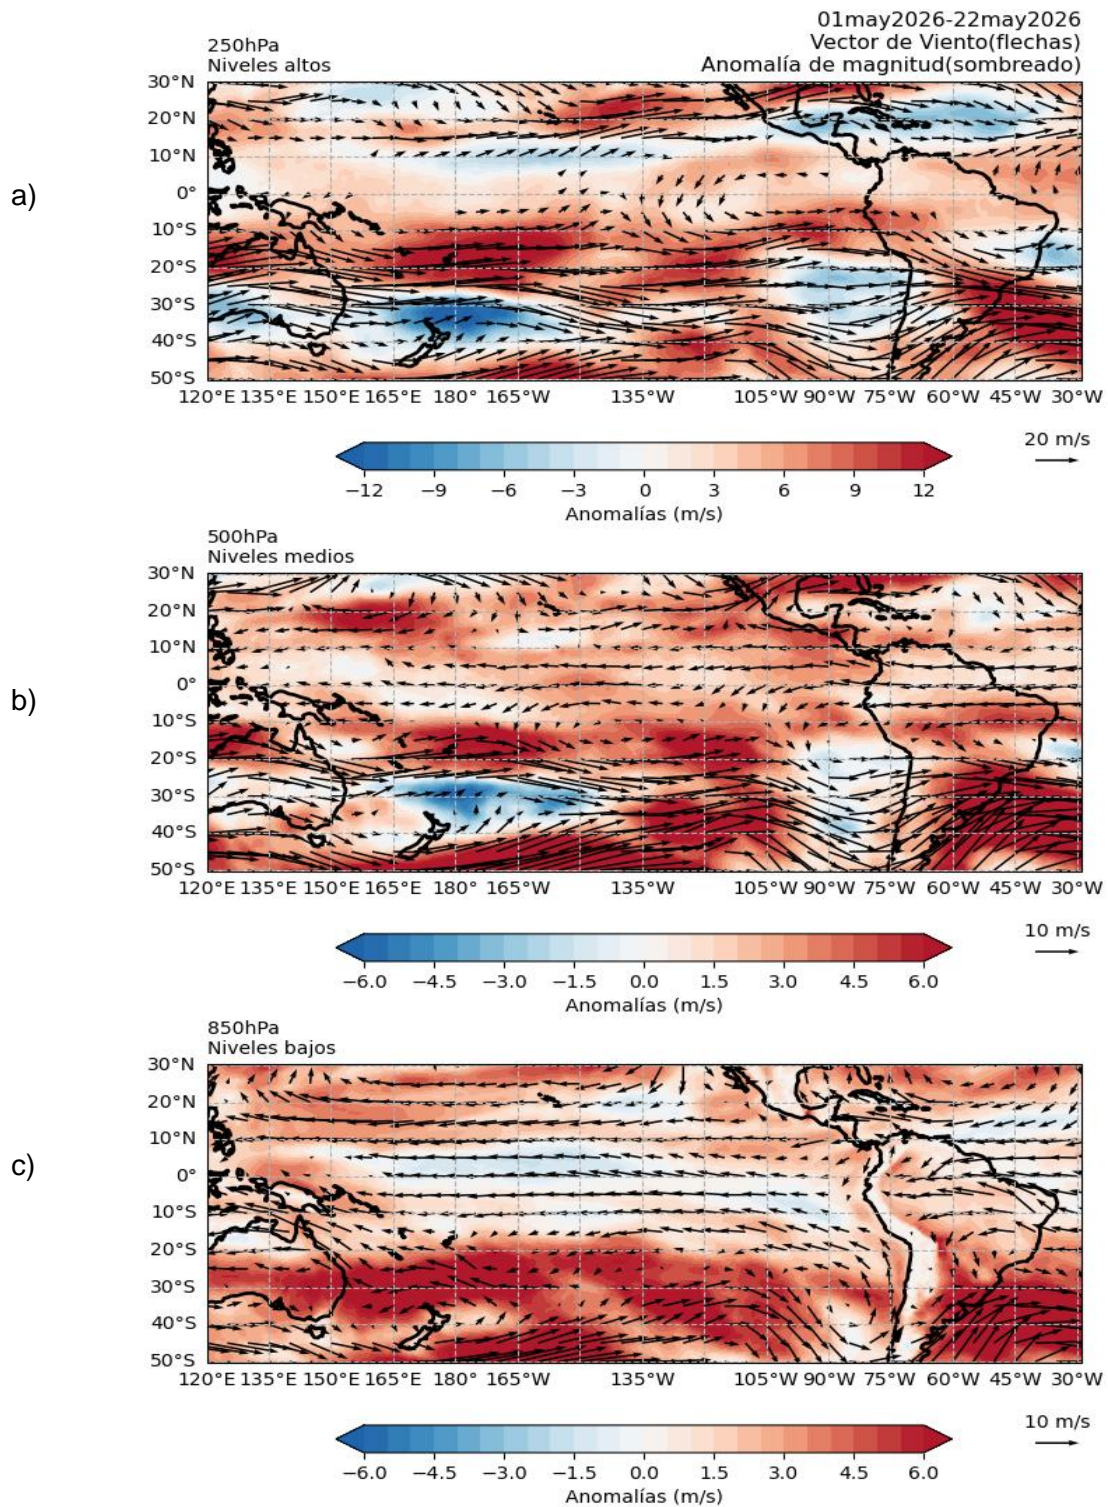 01may2026-22may2026
250hPa
Vector de Viento(flechas)
Niveles altos
Anomalía de magnitud(sombreado)
30°N
20°N
10°N
a)
0°
10°S
20°S
30°S
40°S
50°S
120°E 135°E 150°E 165°E 180° 165°W 135°W 105°W 90°W 75°W 60°W 45°W 30°W
20 m/s
−12 −9 −6 −3 0 3 6 9 12
Anomalías (m/s)
500hPa
Niveles medios
30°N
20°N
10°N
b)
0°
10°S
20°S
30°S
40°S
50°S
120°E 135°E 150°E 165°E 180° 165°W 135°W 105°W 90°W 75°W 60°W 45°W 30°W
10 m/s
−6.0 −4.5 −3.0 −1.5 0.0 1.5 3.0 4.5 6.0
Anomalías (m/s)
850hPa
Niveles bajos
30°N
20°N
10°N
c)
0°
10°S
20°S
30°S
40°S
50°S
120°E 135°E 150°E 165°E 180° 165°W 135°W 105°W 90°W 75°W 60°W 45°W 30°W
10 m/s
−6.0 −4.5 −3.0 −1.5 0.0 1.5 3.0 4.5 6.0
Anomalías (m/s)